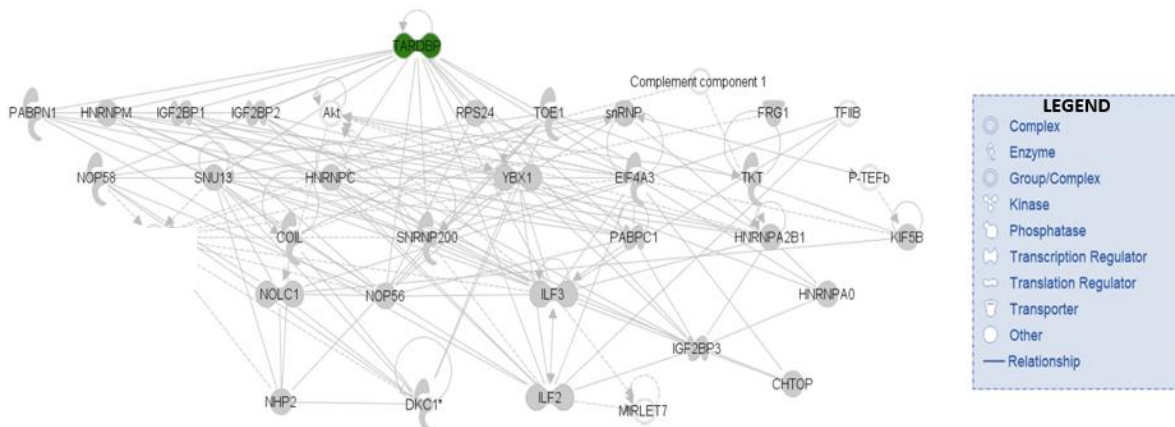 TARDBP
Complement component 1
PABPN1 HNRNPM IGF2BP1 IGF2BP2 Akt RPS24 TOE1 snRNP FRG1 TFIIB
NOP58 SNU13 HNRNPC YBX1 EIF4A3 TKT P-TEFb
COIL SNRNP200 PABPC1 HNRNPA2B1 KIF5B
NOLC1 NOP56 ILF3 HNRNPA0
IGF2BP3
CHTOP
NHP2 DKC1* ILF2 MIRLET7
LEGEND
Complex
Enzyme
Group/Complex
Kinase
Phosphatase
Transcription Regulator
Translation Regulator
Transporter
Other
Relationship